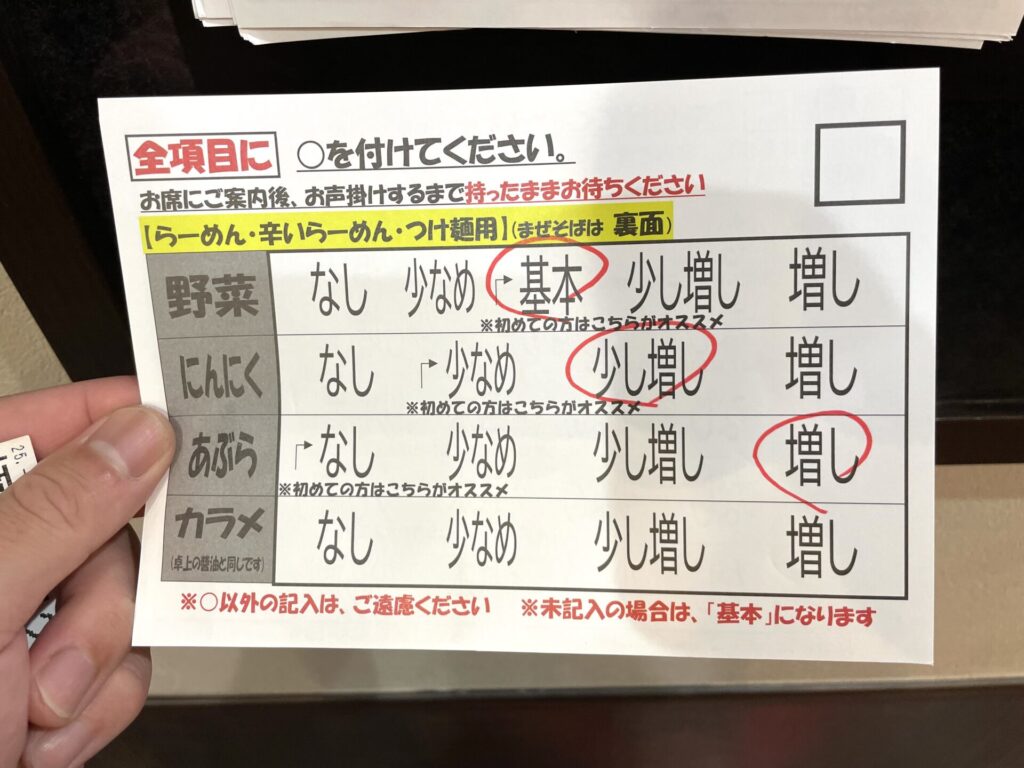 全項目に ○を付けてください。
お席にご案内後、お声掛けするまで持ったままお待ちください
【らーめん・辛いらーめん・つけ麺用】(まぜそばは 裏面)
野菜 なし 少なめ 基本 少し増し 増し
※初めての方はこちらがオススメ
にんにく なし 少なめ 少し増し 増し
※初めての方はこちらがオススメ
あぶら なし 少なめ 少し増し 増し
※初めての方はこちらがオススメ
カラメ なし 少なめ 少し増し 増し
(卓上の醤油と同じです)
※○以外の記入は、ご遠慮ください ※未記入の場合は、「基本」になります
25.